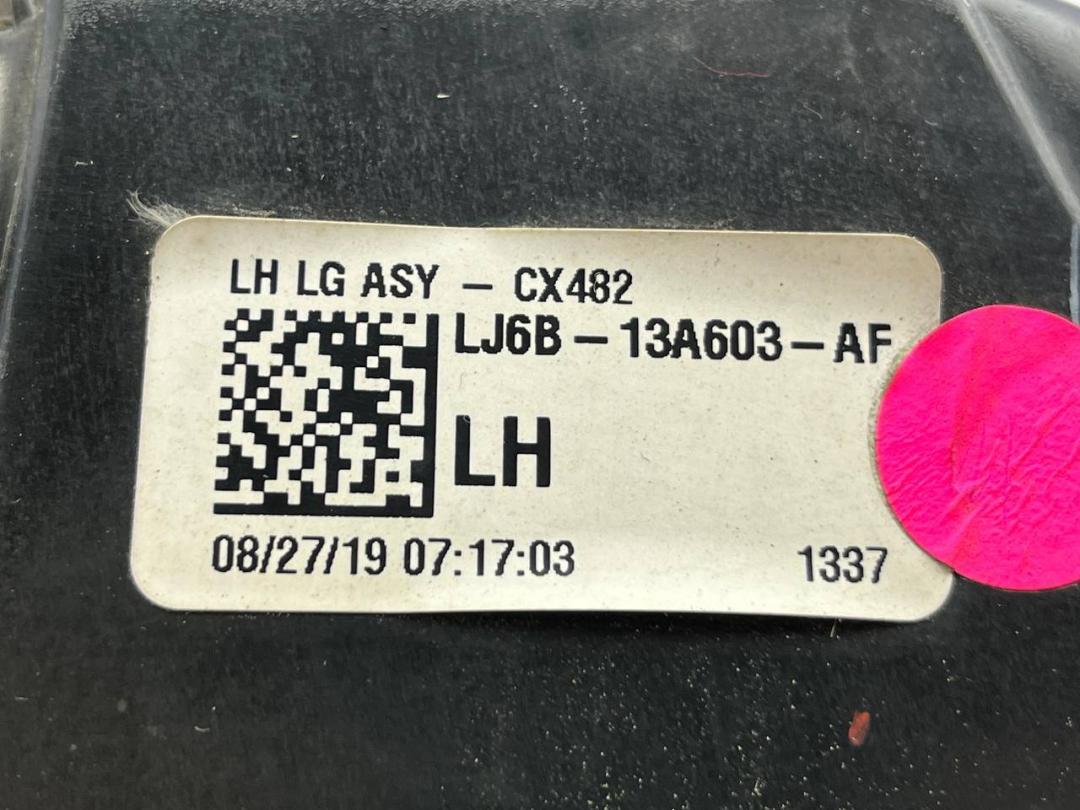 LH LG ASY - CX482
LJ6B - 13A603 - AF
LH
08/27/19 07:17:03 1337